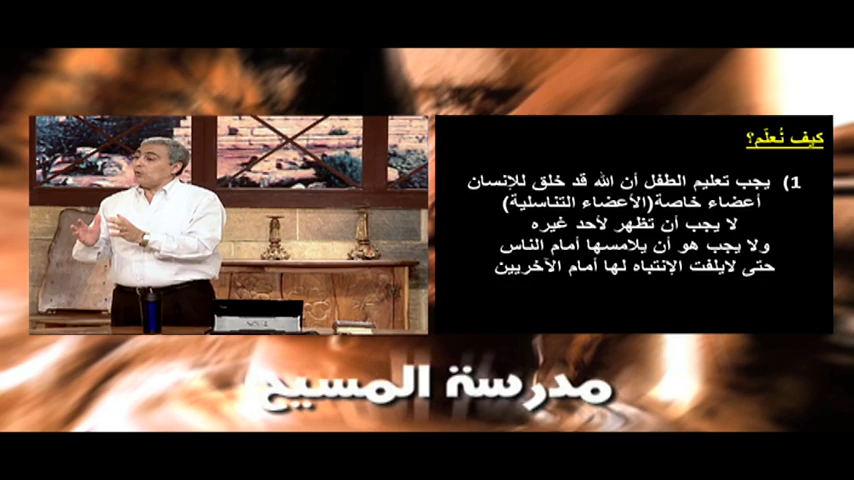 كيف نُعلّم؟
1) يجب تعليم الطفل أن الله قد خلق للإنسان
أعضاء خاصة(الأعضاء التناسلية)
لا يجب أن تظهر لأحد غيره
ولا يجب هو أن يلامسها أمام الناس
حتى لايلفت الإنتباه لها أمام الآخريين
مدرسة المسيح